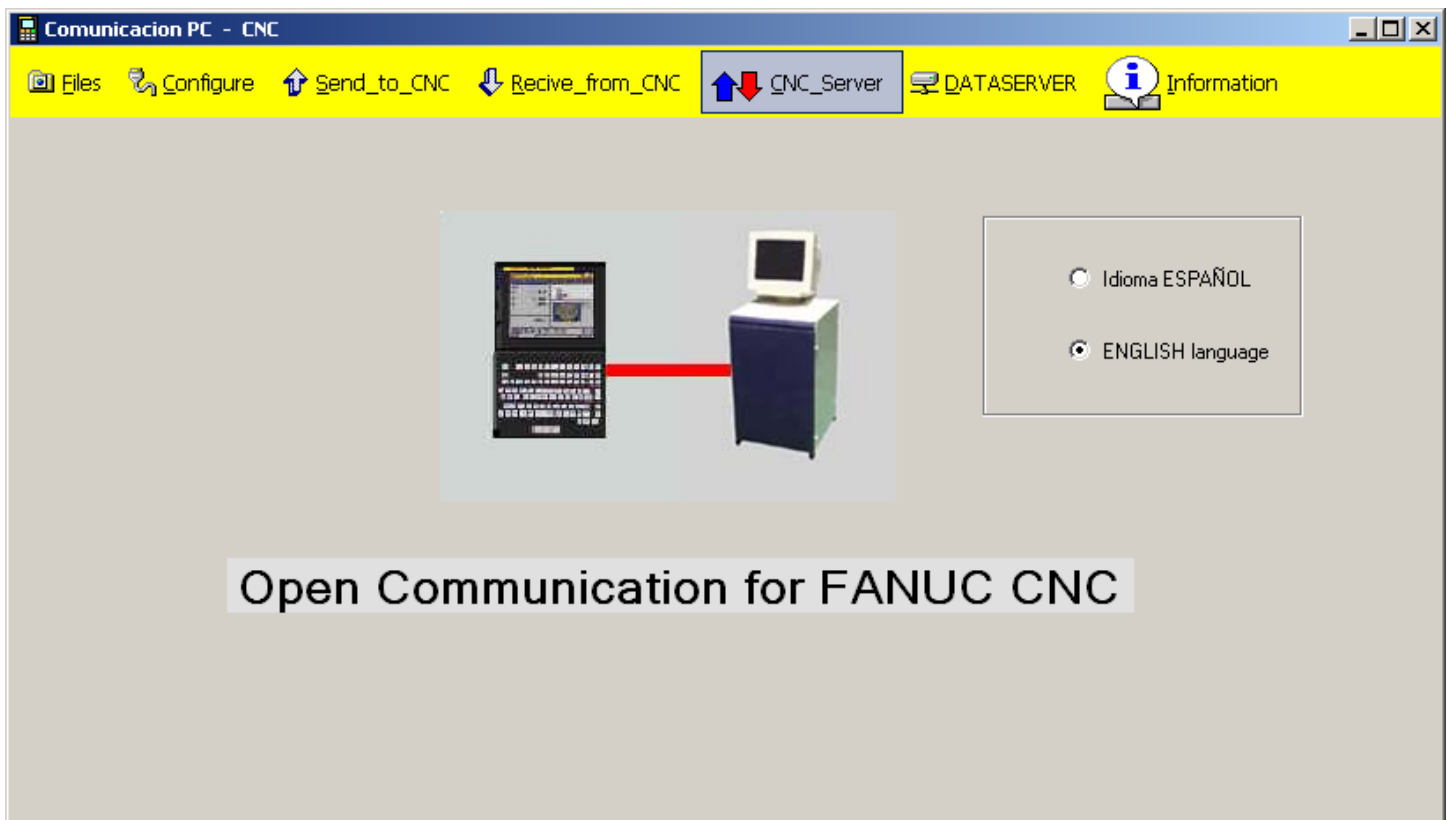 Comunicacion PC - CNC
Files Configure Send_to_CNC Recive_from_CNC CNC_Server DATASERVER Information
Idioma ESPAÑOL
ENGLISH language
Open Communication for FANUC CNC